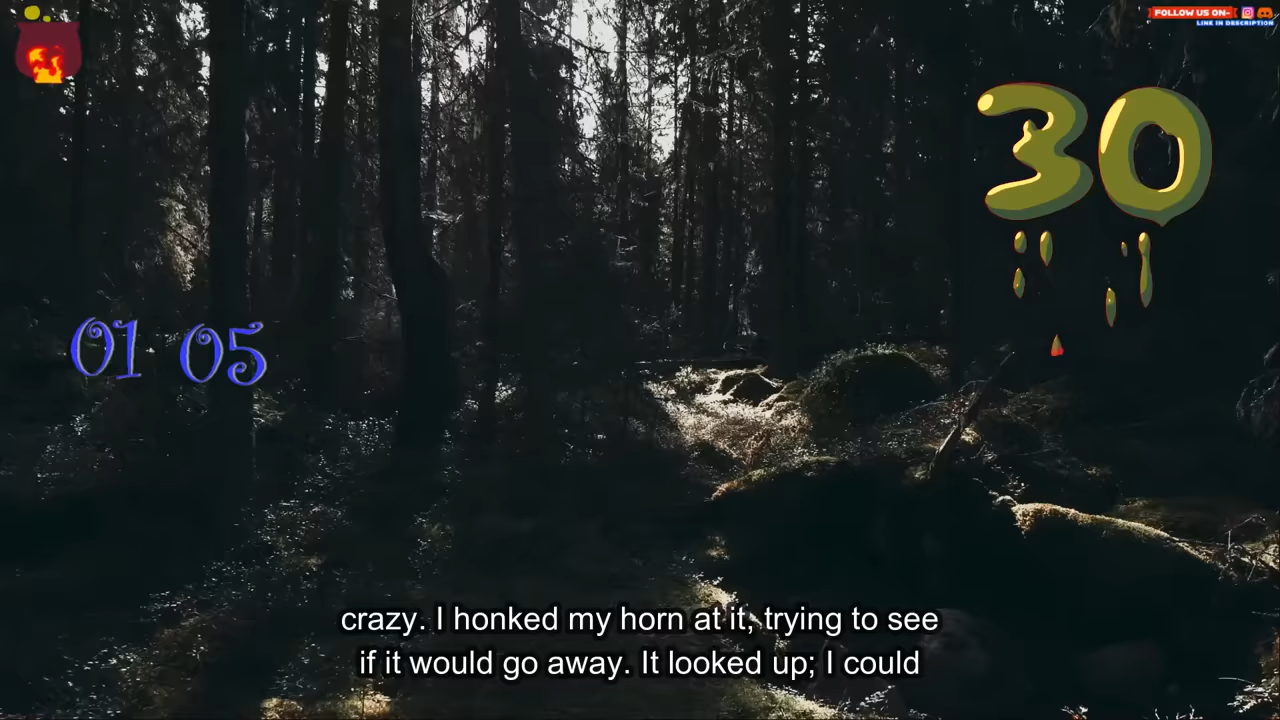 FOLLOW US ON-
LINK IN DESCRIPTION
30
01 05
crazy. I honked my horn at it, trying to see
if it would go away. It looked up; I could